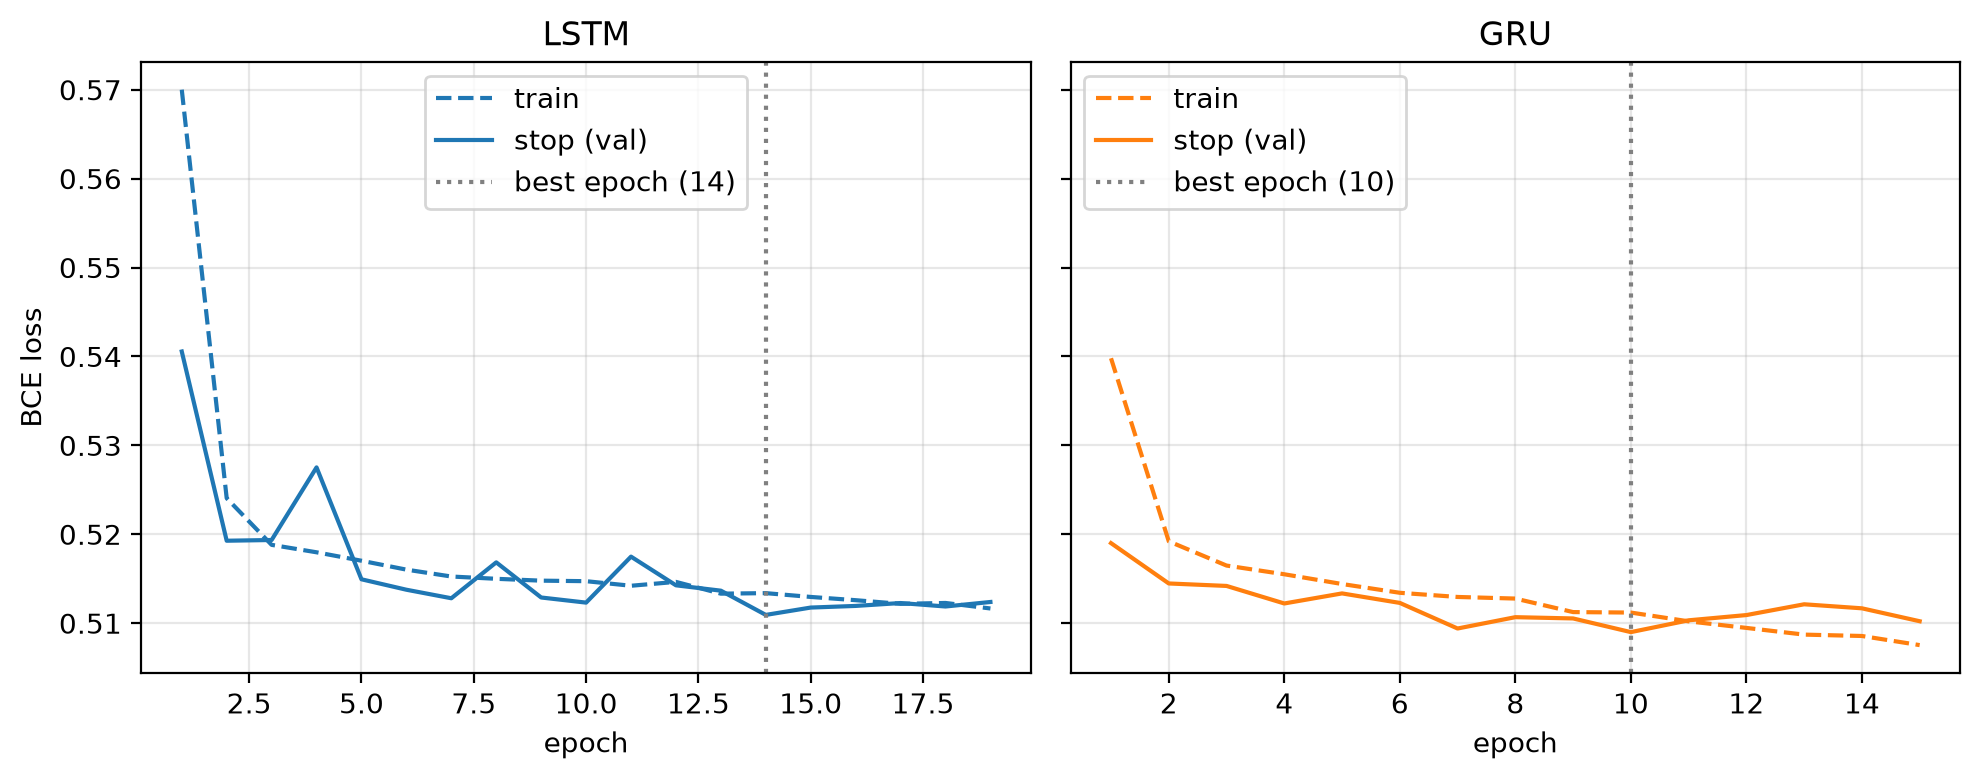 LSTM
train
stop (val)
best epoch (14)
BCE loss
0.57
0.56
0.55
0.54
0.53
0.52
0.51
2.5 5.0 7.5 10.0 12.5 15.0 17.5
epoch
GRU
train
stop (val)
best epoch (10)
2 4 6 8 10 12 14
epoch